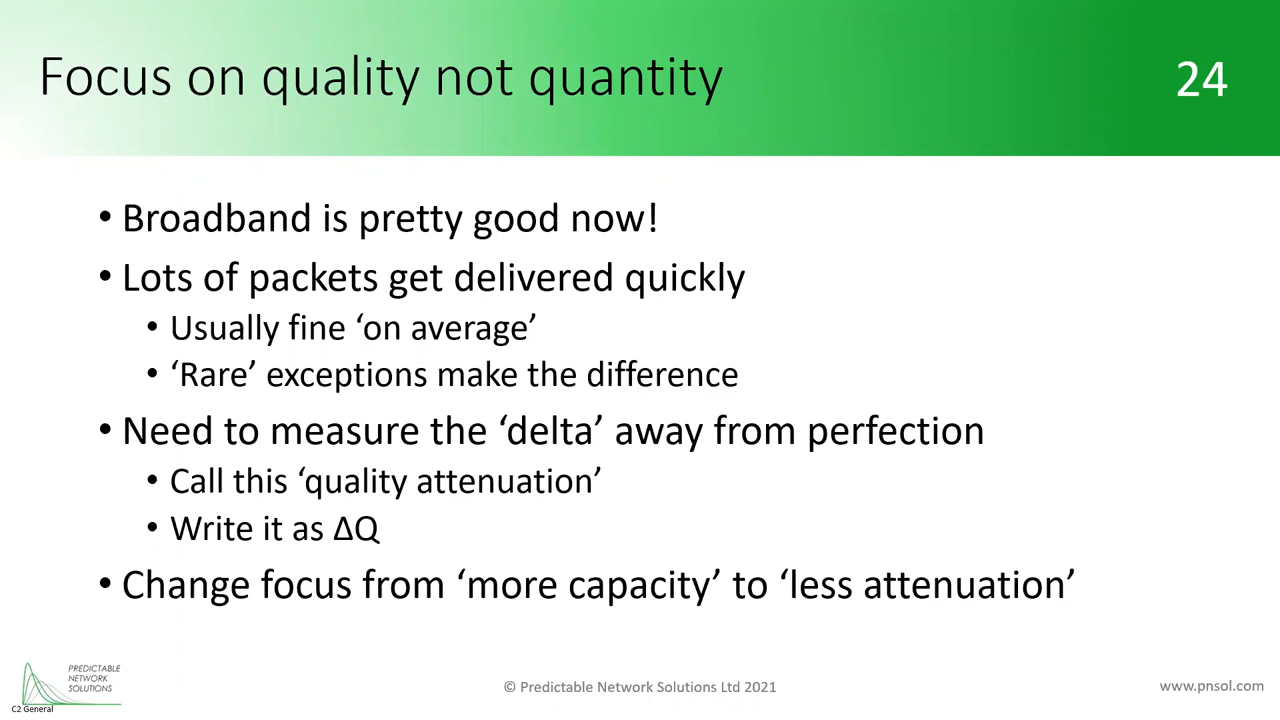 Focus on quality not quantity
24
• Broadband is pretty good now!
• Lots of packets get delivered quickly
• Usually fine ‘on average’
• ‘Rare’ exceptions make the difference
• Need to measure the ‘delta’ away from perfection
• Call this ‘quality attenuation’
• Write it as ΔQ
• Change focus from ‘more capacity’ to ‘less attenuation’
PREDICTABLE
NETWORK
SOLUTIONS
C2 General
© Predictable Network Solutions Ltd 2021
www.pnsol.com